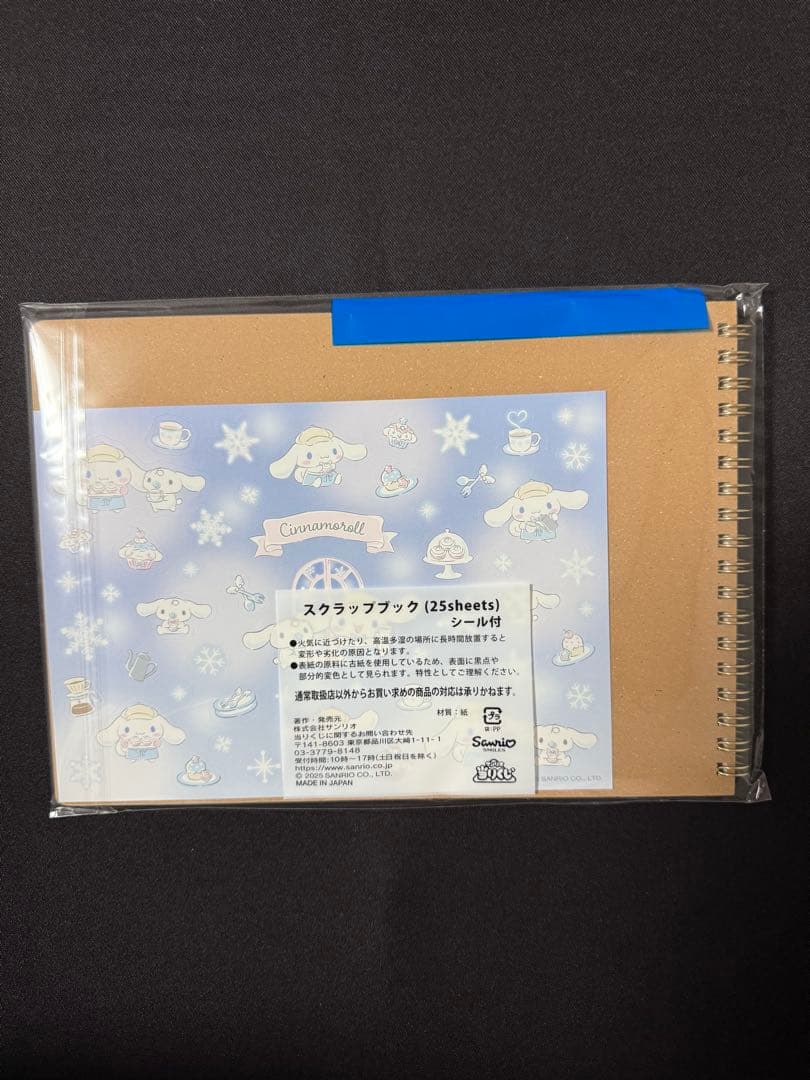 Cinnamoroll
スクラップブック (25sheets)
シール付
●火気に近づけたり、高温多湿の場所に長時間放置すると
変形や劣化の原因となります。
●表紙の原料に古紙を使用しているため、表面に黒点や
部分的変色として見られます。特性としてご理解ください。
通常取扱店以外からお買い求めの商品の対応は承りかねます。
材質：紙
著作・発売元
株式会社サンリオ
当りくじに関するお問い合わせ先
〒141-8603 東京都品川区大崎1-11-1
03-3779-8148
受付時間:10時～17時(土日祝日を除く)
https://www.sanrio.co.jp
© 2025 SANRIO CO., LTD.
MADE IN JAPAN
プラ
袋:PP
Sanrio
SMILES
当りくじ
SANRIO CO., LTD.